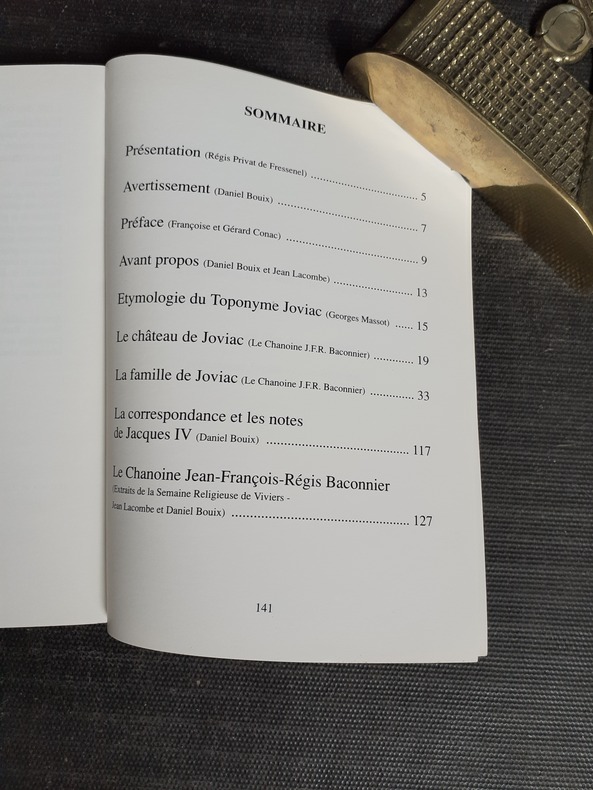 SOMMAIRE
Présentation (Régis Privat de Fressenel) ........................... 5
Avertissement (Daniel Bouix) ................................... 7
Préface (Françoise et Gérard Conac) ................................ 9
Avant propos (Daniel Bouix et Jean Lacombe) .................... 13
Etymologie du Toponyme Joviac (Georges Massot) ...... 15
Le château de Joviac (Le Chanoine J.F.R. Baconnier) ............. 19
La famille de Joviac (Le Chanoine J.F.R. Baconnier) .............. 33
La correspondance et les notes
de Jacques IV (Daniel Bouix) ................................... 117
Le Chanoine Jean-François-Régis Baconnier
(Extraits de la Semaine Religieuse de Viviers -
Jean Lacombe et Daniel Bouix) ........................................... 127
141